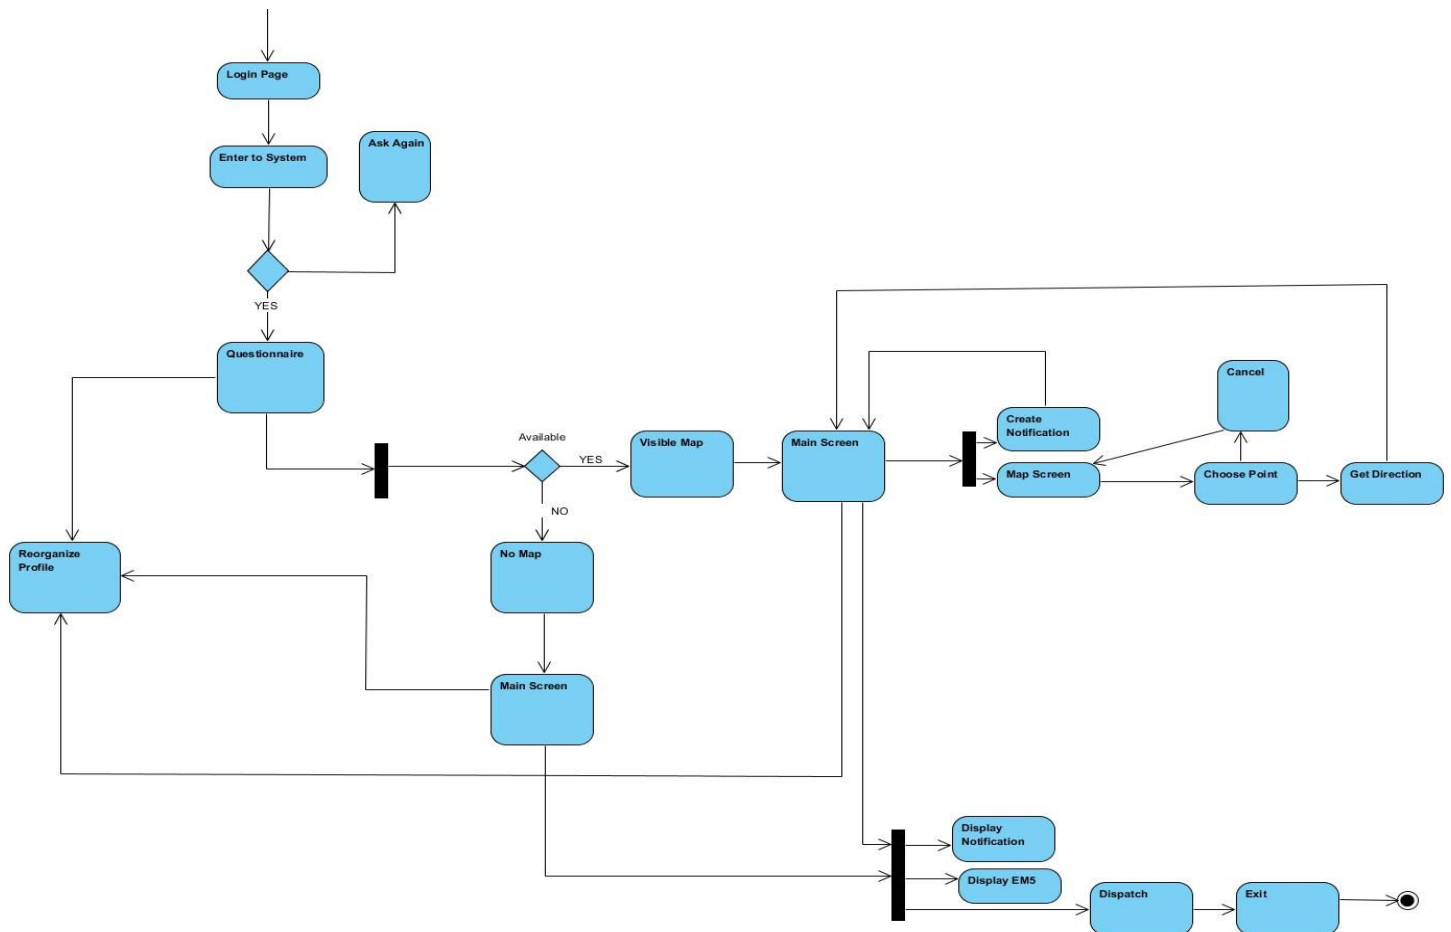 Login Page
Ask Again
Enter to System
YES
Questionnaire
Cancel
Create
Notification
Available
Visible Map
Main Screen
YES
Map Screen
Choose Point
Get Direction
NO
Reorganize
Profile
No Map
Main Screen
Display
Notification
Display EM5
Dispatch
Exit